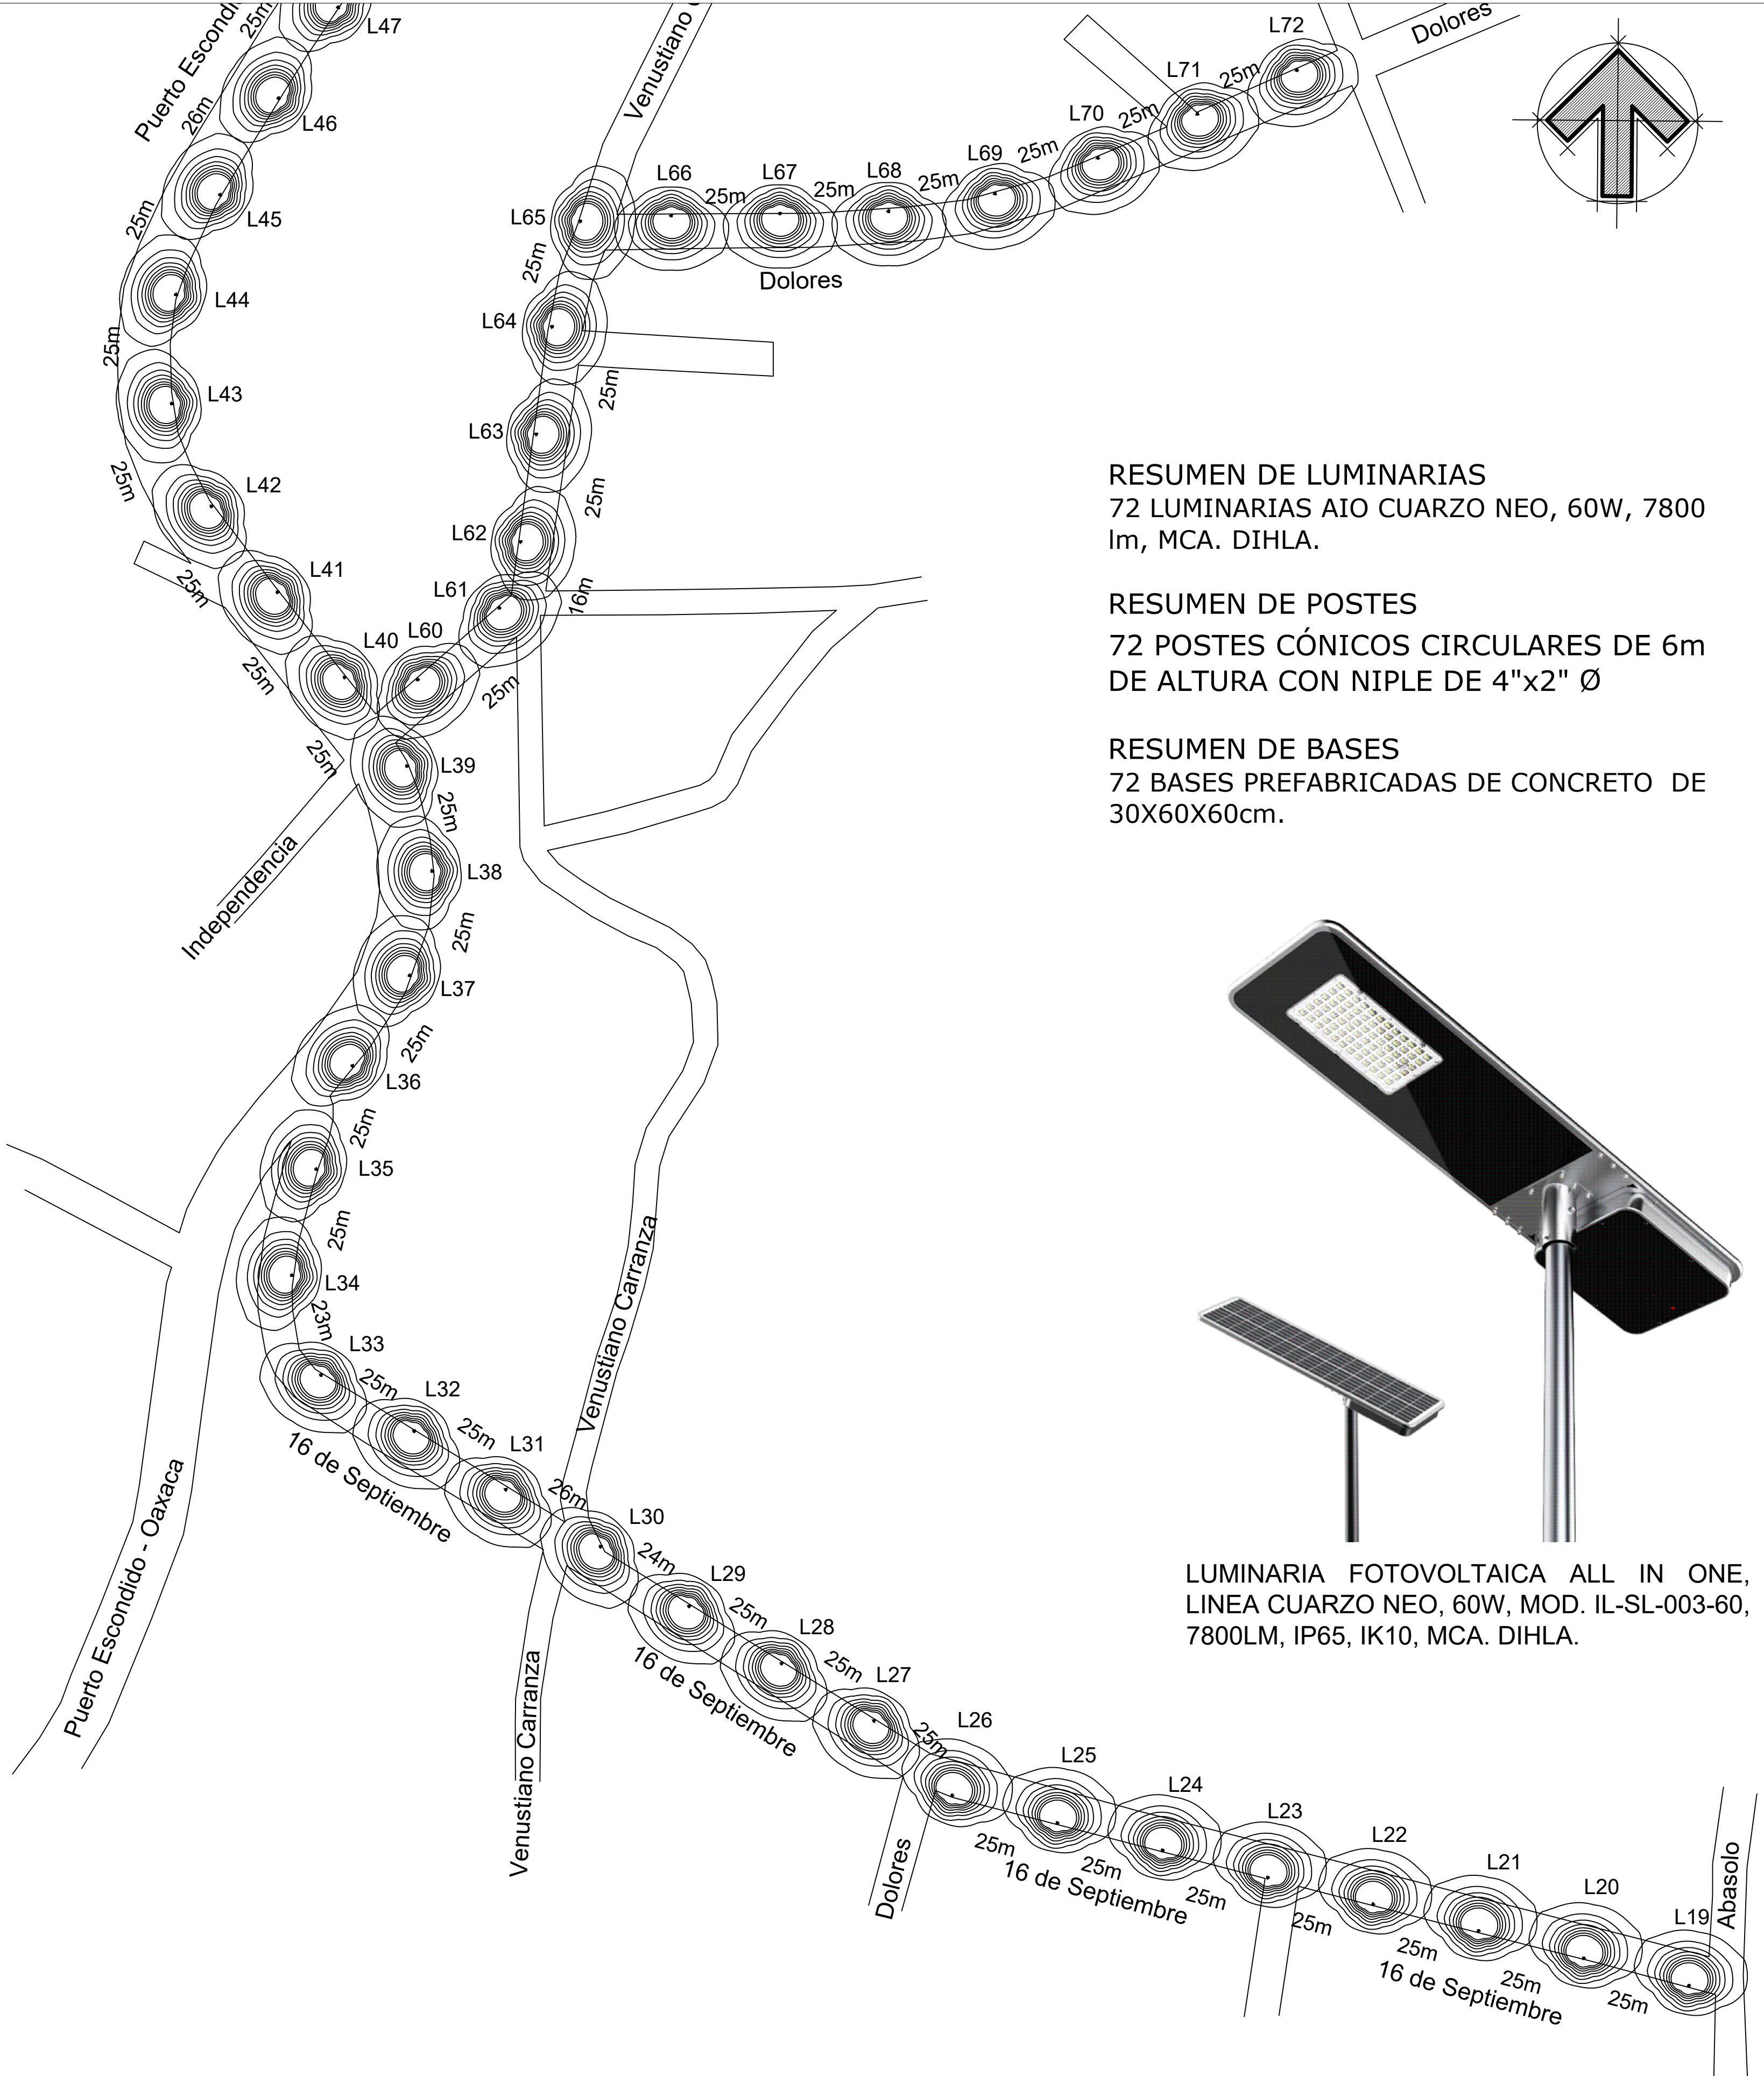 Puerto Escondi
25m
L47
Venustiano
L72
Dolores
L46
26m
L71
25m
L70
25m
L45
25m
L69
25m
L66
L67
L68
25m
25m
25m
L65
25m
Dolores
L44
L64
25m
L43
25m
L63
25m
L42
25m
L62
L41
25m
L61
16m
L40
L60
25m
25m
L39
25m
25m
L38
Independencia
25m
L37
25m
L36
25m
L35
25m
L34
23m
L33
25m
L32
25m
L31
26m
L30
16 de Septiembre
24m
L29
25m
L28
25m
L27
25m
16 de Septiembre
Venustiano Carranza
Venustiano Carranza
Puerto Escondido - Oaxaca
L26
L25
L24
L23
L22
L21
L20
L19
25m
25m
25m
25m
25m
25m
25m
16 de Septiembre
16 de Septiembre
Dolores
Abasolo
RESUMEN DE LUMINARIAS
72 LUMINARIAS AIO CUARZO NEO, 60W, 7800
lm, MCA. DIHLA.
RESUMEN DE POSTES
72 POSTES CÓNICOS CIRCULARES DE 6m
DE ALTURA CON NIPLE DE 4"x2" Ø
RESUMEN DE BASES
72 BASES PREFABRICADAS DE CONCRETO DE
30X60X60cm.
LUMINARIA FOTOVOLTAICA ALL IN ONE,
LINEA CUARZO NEO, 60W, MOD. IL-SL-003-60,
7800LM, IP65, IK10, MCA. DIHLA.